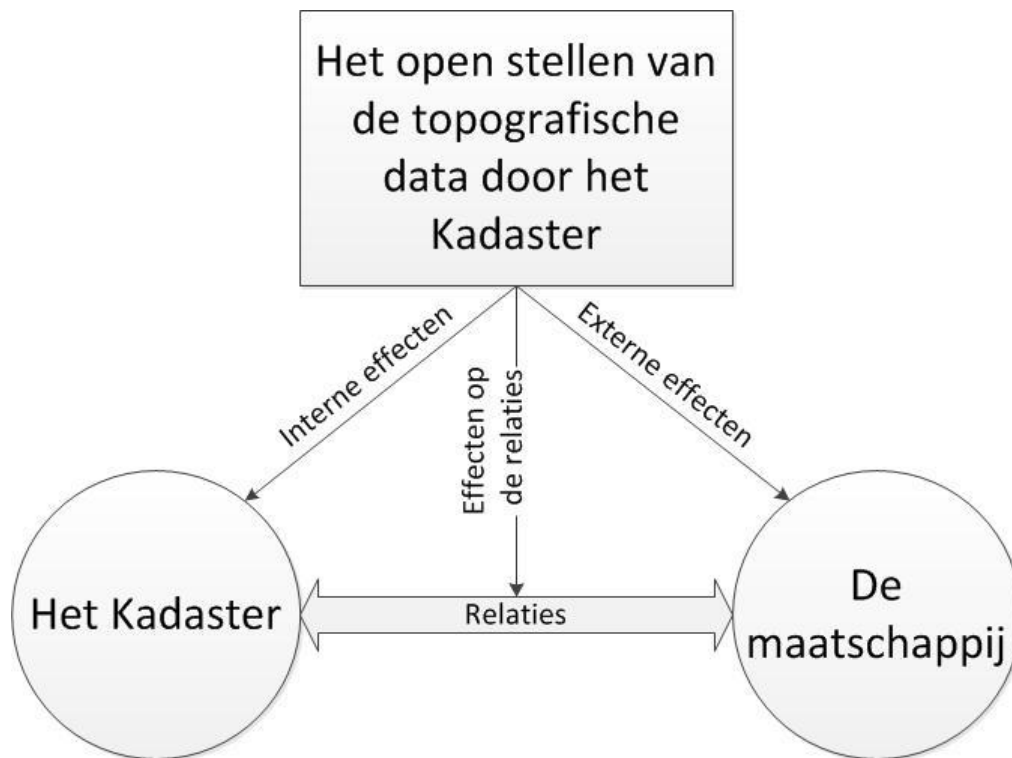 Het open stellen van
de topografische
data door het
Kadaster
Interne effecten
Effecten op
de relaties
Externe effecten
Het Kadaster
Relaties
De
maatschappij